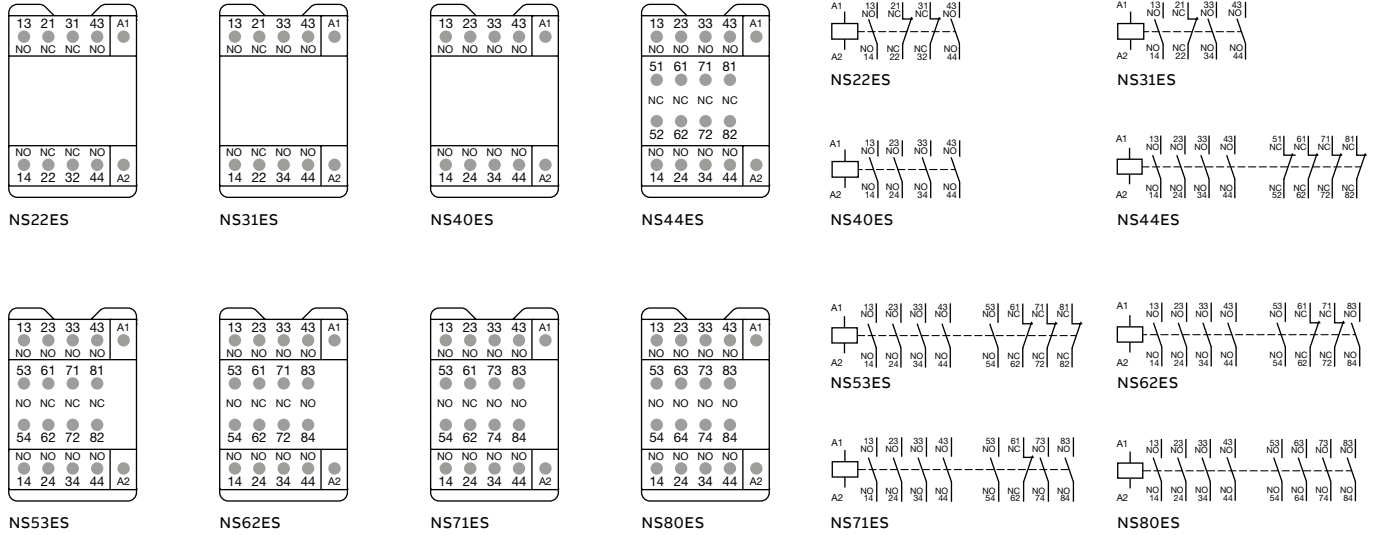 13 21 31 43 A1
NO NC NC NO
NO NC NC NO
14 22 32 44 A2
NS22ES
13 21 33 43 A1
NO NC NO NO
NO NC NO NO
14 22 34 44 A2
NS31ES
13 23 33 43 A1
NO NO NO NO
NO NO NO NO
14 24 34 44 A2
NS40ES
13 23 33 43 A1
NO NO NO NO
51 61 71 81
NC NC NC NC
52 62 72 82
NO NO NO NO
14 24 34 44 A2
NS44ES
A1 13 21 31 43
NO NC NC NO
NO NC NC NO
A2 14 22 32 44
NS22ES
A1 13 21 33 43
NO NC NO NO
NO NC NO NO
A2 14 22 34 44
NS31ES
A1 13 23 33 43
NO NO NO NO
NO NO NO NO
A2 14 24 34 44
NS40ES
A1 13 23 33 43 51 61 71 81
NO NO NO NO NC NC NC NC
NO NO NO NO NC NC NC NC
A2 14 24 34 44 52 62 72 82
NS44ES
13 23 33 43 A1
NO NO NO NO
53 61 71 81
NO NC NC NC
54 62 72 82
NO NO NO NO
14 24 34 44 A2
NS53ES
13 23 33 43 A1
NO NO NO NO
53 61 71 83
NO NC NC NO
54 62 72 84
NO NO NO NO
14 24 34 44 A2
NS62ES
13 23 33 43 A1
NO NO NO NO
53 61 73 83
NO NC NO NO
54 62 74 84
NO NO NO NO
14 24 34 44 A2
NS71ES
13 23 33 43 A1
NO NO NO NO
53 63 73 83
NO NO NO NO
54 64 74 84
NO NO NO NO
14 24 34 44 A2
NS80ES
A1 13 23 33 43 53 61 71 81
NO NO NO NO NO NC NC NC
NO NO NO NO NO NC NC NC
A2 14 24 34 44 54 62 72 82
NS53ES
A1 13 23 33 43 53 61 71 83
NO NO NO NO NO NC NC NO
NO NO NO NO NO NC NC NO
A2 14 24 34 44 54 62 72 84
NS62ES
A1 13 23 33 43 53 61 73 83
NO NO NO NO NO NC NO NO
NO NO NO NO NO NC NO NO
A2 14 24 34 44 54 62 74 84
NS71ES
A1 13 23 33 43 53 63 73 83
NO NO NO NO NO NO NO NO
NO NO NO NO NO NO NO NO
A2 14 24 34 44 54 64 74 84
NS80ES